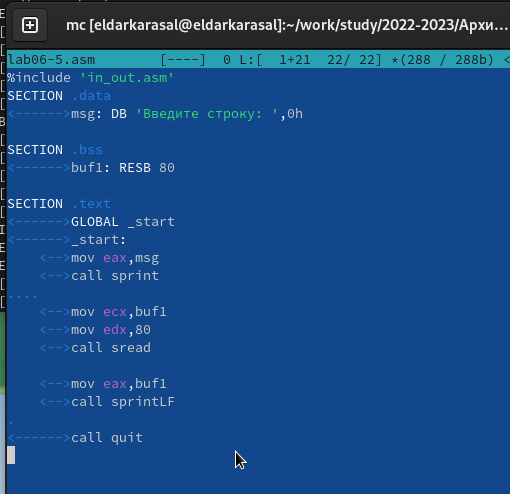 mc [eldarkarasal@eldarkarasal]:~/work/study/2022-2023/Архи...
lab06-5.asm [----] 0 L:[ 1+21 22/ 22] *(288 / 288b) <
%include 'in_out.asm'
SECTION .data
<------>msg: DB 'Введите строку: ',0h
SECTION .bss
<------>buf1: RESB 80
SECTION .text
<------>GLOBAL _start
<------>_start:
<-->mov eax,msg
<-->call sprint
....
<-->mov ecx,buf1
<-->mov edx,80
<-->call sread
<-->mov eax,buf1
<-->call sprintLF
.
<------>call quit